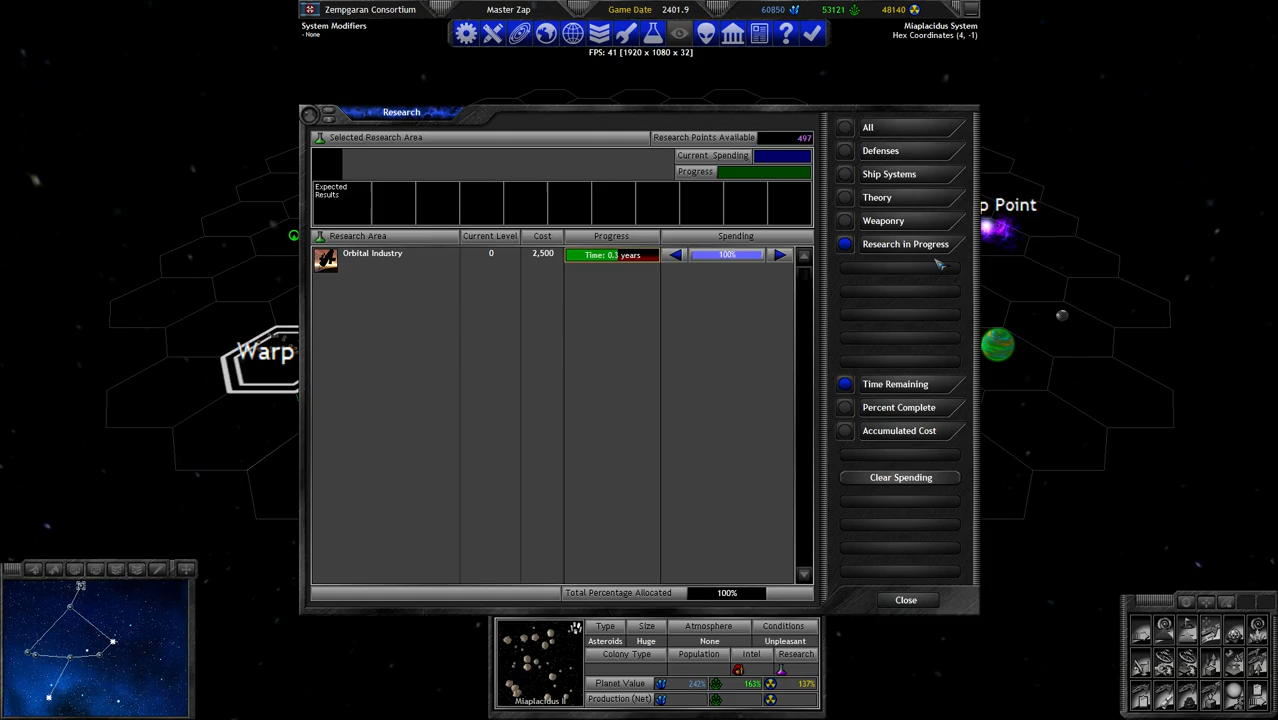 Zempgaran Consortium Master Zap Game Date 2401.9 60850 53121 48140
System Modifiers
- None
Miaplacidus System
Hex Coordinates (4, -1)
FPS: 41 [1920 x 1080 x 32]
Research
Selected Research Area Research Points Available 497
Current Spending
Progress
Expected
Results
Research Area Current Level Cost Progress Spending
Orbital Industry 0 2,500 Time: 0.3 years 100%
Total Percentage Allocated 100%
All
Defenses
Ship Systems
Theory
Weaponry
Research in Progress
Time Remaining
Percent Complete
Accumulated Cost
Clear Spending
Close
p Point
Warp
Type Size Atmosphere Conditions
Asteroids Huge None Unpleasant
Colony Type Population Intel Research
Planet Value 242% 163% 137%
Production (Net)
Miaplacidus II